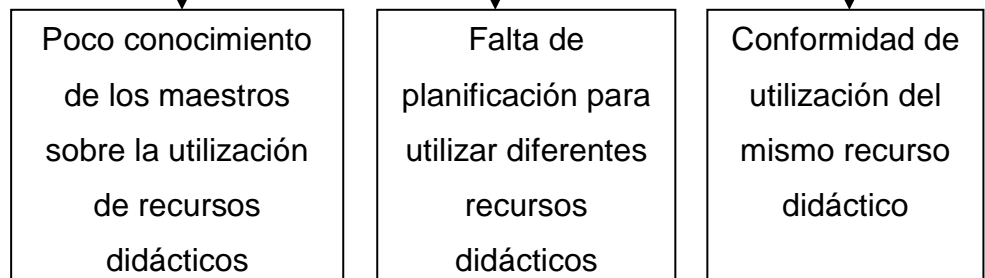 Poco conocimiento
de los maestros
sobre la utilización
de recursos
didácticos
Falta de
planificación para
utilizar diferentes
recursos
didácticos
Conformidad de
utilización del
mismo recurso
didáctico